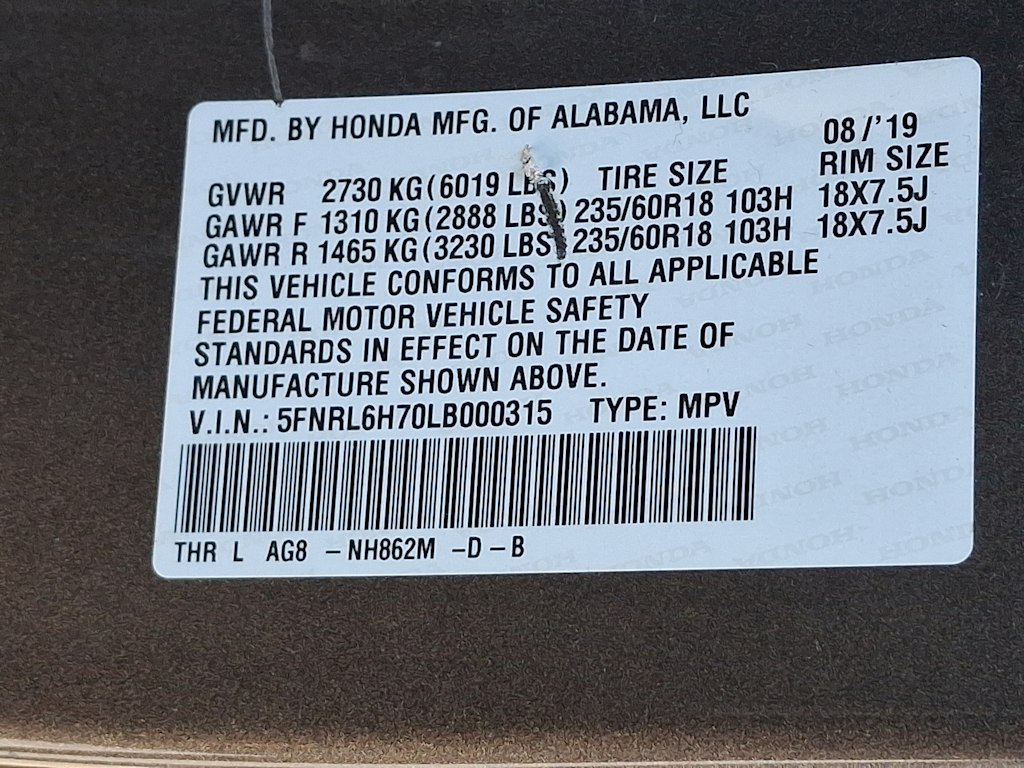 MFD. BY HONDA MFG. OF ALABAMA, LLC
08/'19
GVWR 2730 KG (6019 LBS) TIRE SIZE RIM SIZE
GAWR F 1310 KG (2888 LBS) 235/60R18 103H 18X7.5J
GAWR R 1465 KG (3230 LBS) 235/60R18 103H 18X7.5J
THIS VEHICLE CONFORMS TO ALL APPLICABLE
FEDERAL MOTOR VEHICLE SAFETY
STANDARDS IN EFFECT ON THE DATE OF
MANUFACTURE SHOWN ABOVE.
V.I.N.: 5FNRL6H70LB000315 TYPE: MPV
THR L AG8 – NH862M – D – B